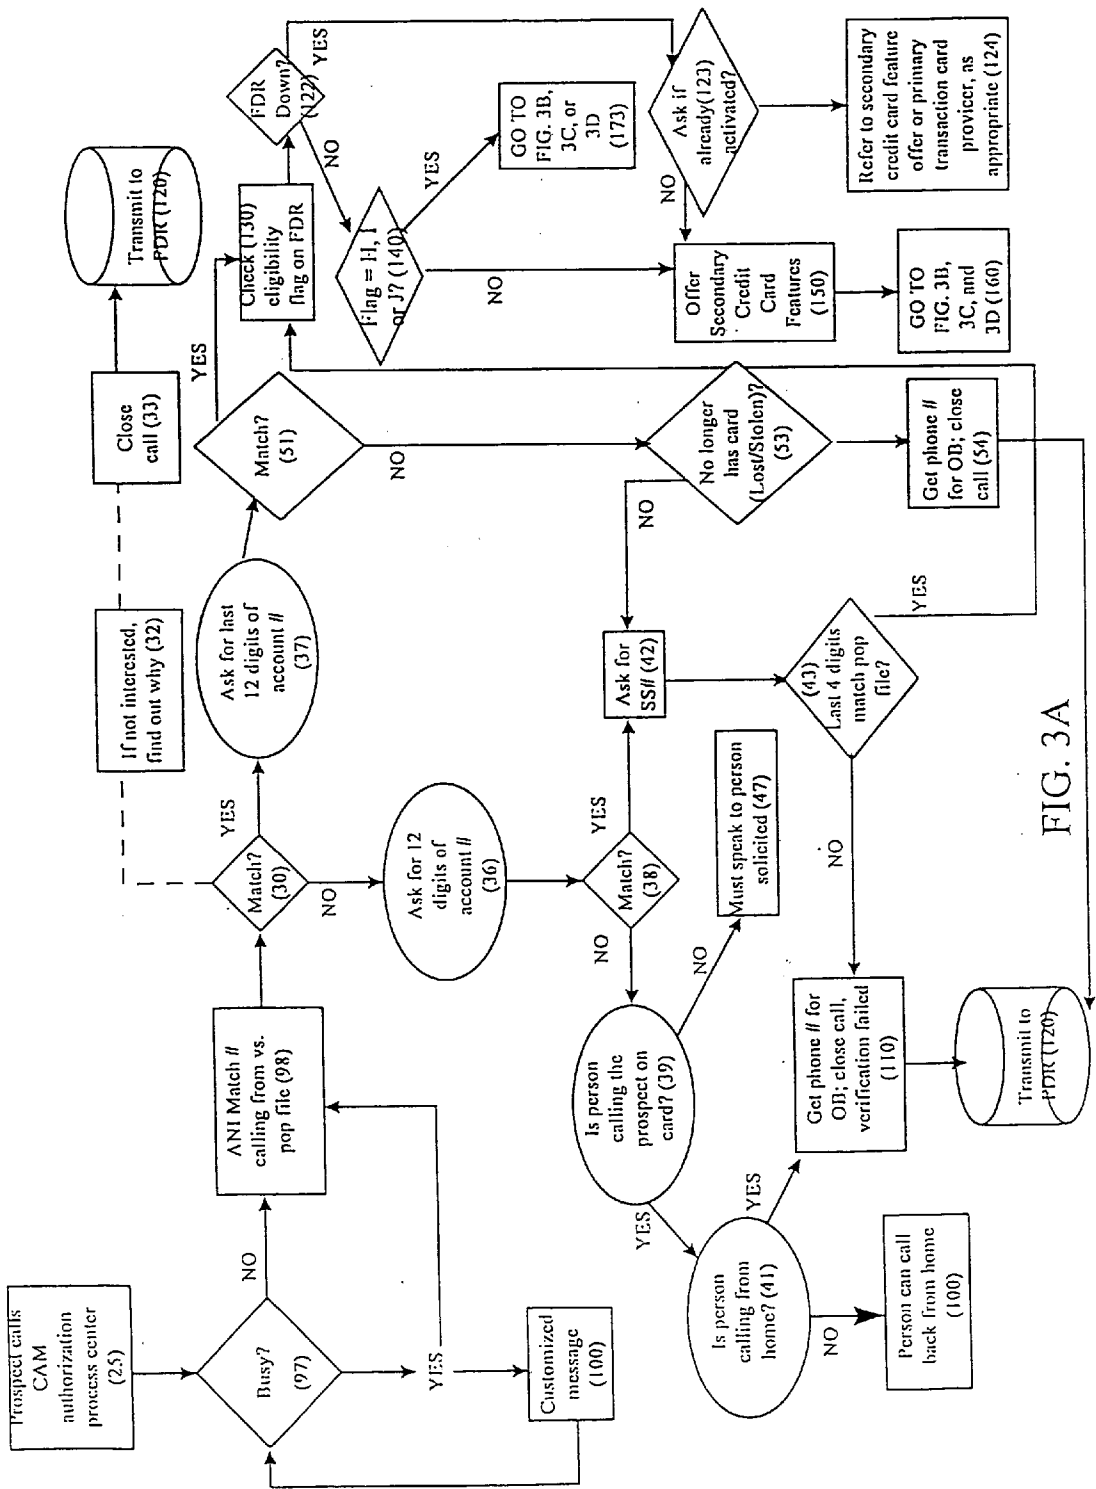 Prospect calls
CAM
authorization
process center
(25)
Busy?
(97)
NO
YES
Customized
message
(100)
ANI Match #
calling from vs.
pop file (98)
Match?
(30)
YES
NO
If not interested,
find out why (32)
Close
call (33)
Transmit to
PDR (120)
Ask for last
12 digits of
account #
(37)
Match?
(51)
YES
NO
Check (130)
eligibility
flag on FDR
FDR
Down?
(122)
YES
NO
Flag = H, I
or J? (140)
YES
NO
GO TO
FIG. 3B,
3C, or
3D
(173)
Ask if
already(123)
activated?
NO
Refer to secondary
credit card feature
offer or primary
transaction card
provicer, as
appropriate (124)
Offer
Secondary
Credit
Card
Features
(150)
GO TO
FIG. 3B,
3C, and
3D (160)
Ask for 12
digits of
account #
(36)
Match?
(38)
YES
NO
Ask for
SS# (42)
No longer
has card
(Lost/Stolen)?
(53)
NO
Get phone #
for OB; close
call (54)
(43)
Last 4 digits
match pop
file?
YES
NO
Is person
calling the
prospect on
card? (39)
NO
YES
Must speak to person
solicited (47)
Is person
calling from
home? (41)
YES
NO
Person can call
back from home
(100)
Get phone # for
OB; close call,
verification failed
(110)
Transmit to
PDR (120)
FIG. 3A